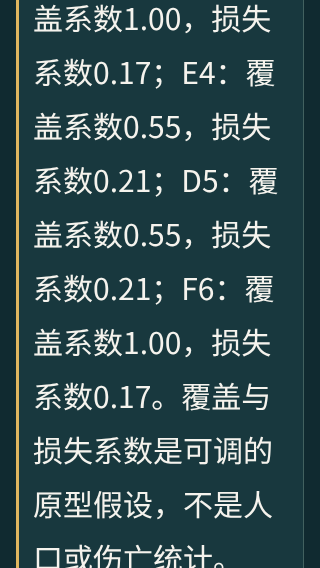 盖系数1.00，损失
系数0.17；E4：覆
盖系数0.55，损失
系数0.21；D5：覆
盖系数0.55，损失
系数0.21；F6：覆
盖系数1.00，损失
系数0.17。覆盖与
损失系数是可调的
原型假设，不是人
口或伤亡统计。